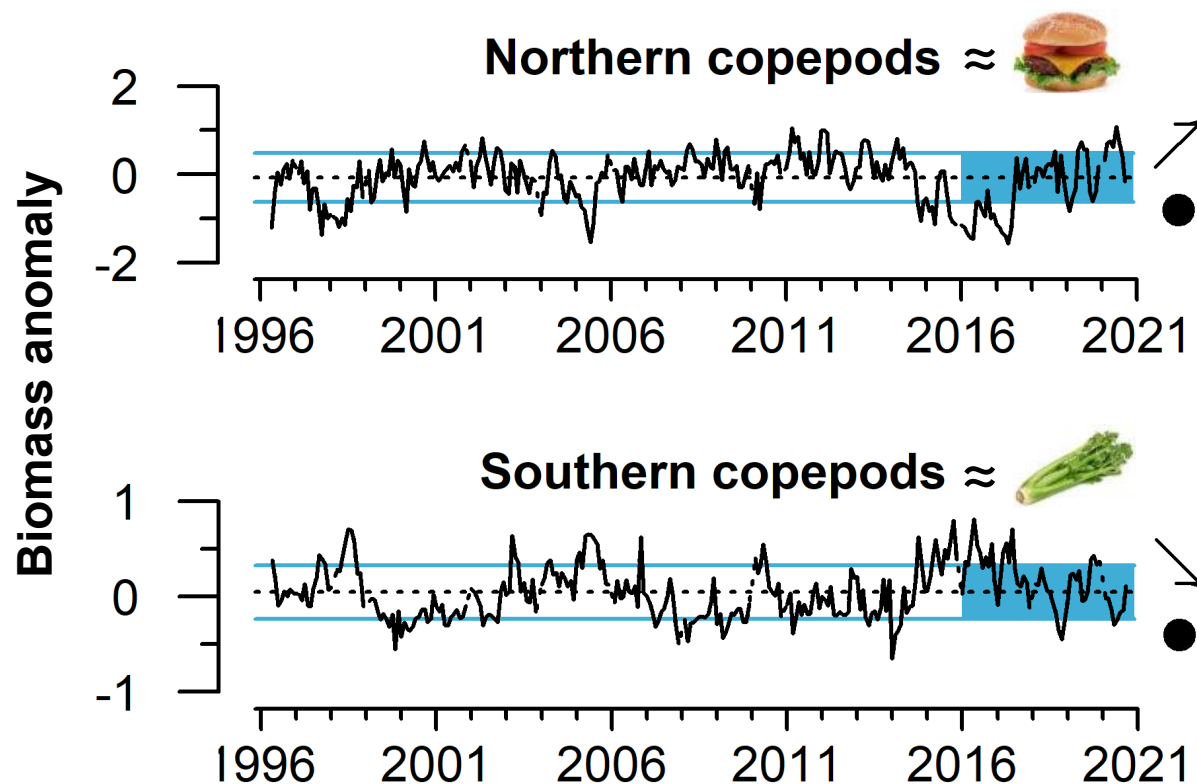 Northern copepods ≈
2
0
-2
1996 2001 2006 2011 2016 2021
Biomass anomaly
Southern copepods ≈
1
0
-1
1996 2001 2006 2011 2016 2021